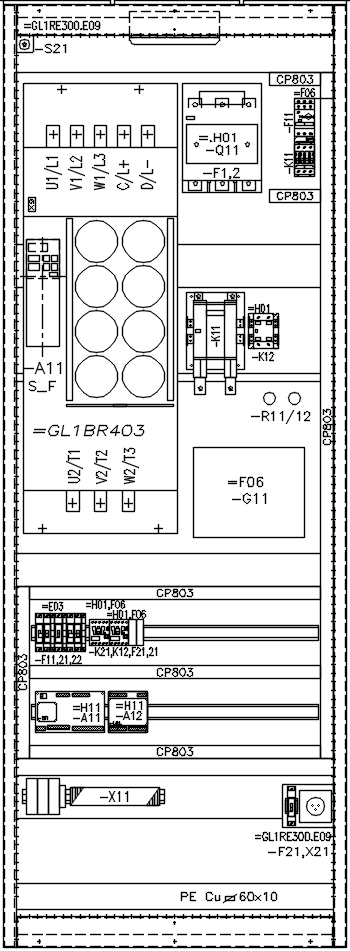 =GL1RE300.E09
-S21
CP803
=F06
-F11
-K11
CP803
=.H01
-Q11
-F1,2
U1/L1
V1/L2
W1/L3
C/L+
D/L-
X9
-A11
S_F
-K11
=H01
-K12
-R11/12
CP803
=GL1BR403
U2/T1
V2/T2
W2/T3
=F06
-G11
CP803
=E03
=H01,F06
=H01,F06
-F11,21,22
-K21,K12,F21,21
CP803
CP803
=H11
-A11
=H11
-A12
CP803
-X11
=GL1RE300.E09
-F21,X21
PE Cu 60x10